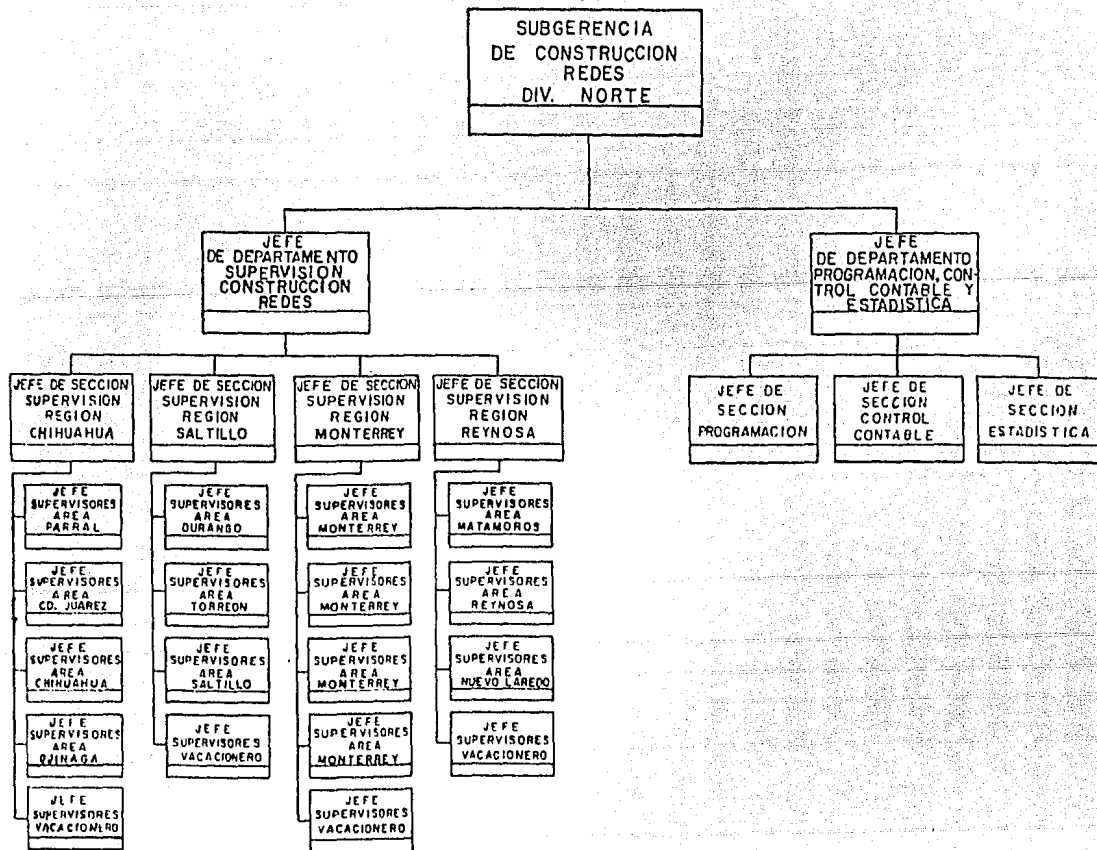 SUBGERENCIA
DE CONSTRUCCION
REDES
DIV. NORTE
JEFE
DE DEPARTAMENTO
SUPERVISION
CONSTRUCCION
REDES
JEFE
DE DEPARTAMENTO
PROGRAMACION, CON-
TROL CONTABLE Y
ESTADISTICA
JEFE DE SECCION
SUPERVISION
REGION
CHIHUAHUA
JEFE DE SECCION
SUPERVISION
REGION
SALTILLO
JEFE DE SECCION
SUPERVISION
REGION
MONTERREY
JEFE DE SECCION
SUPERVISION
REGION
REYNOSA
JEFE DE
SECCION
PROGRAMACION
JEFE DE
SECCION
CONTROL
CONTABLE
JEFE DE
SECCION
ESTADISTICA
JEFE
SUPERVISORES
AREA
PARRAL
JEFE
SUPERVISORES
AREA
CD. JUAREZ
JEFE
SUPERVISORES
AREA
CHIHUAHUA
JEFE
SUPERVISORES
AREA
OJINAGA
JEFE
SUPERVISORES
VACACIONERO
JEFE
SUPERVISORES
AREA
DURANGO
JEFE
SUPERVISORES
AREA
TORREON
JEFE
SUPERVISORES
AREA
SALTILLO
JEFE
SUPERVISORES
VACACIONERO
JEFE
SUPERVISORES
AREA
MONTERREY
JEFE
SUPERVISORES
AREA
MONTERREY
JEFE
SUPERVISORES
AREA
MONTERREY
JEFE
SUPERVISORES
AREA
MONTERREY
JEFE
SUPERVISORES
VACACIONERO
JEFE
SUPERVISORES
AREA
MATAMOROS
JEFE
SUPERVISORES
AREA
REYNOSA
JEFE
SUPERVISORES
AREA
NUEVO LAREDO
JEFE
SUPERVISORES
VACACIONERO